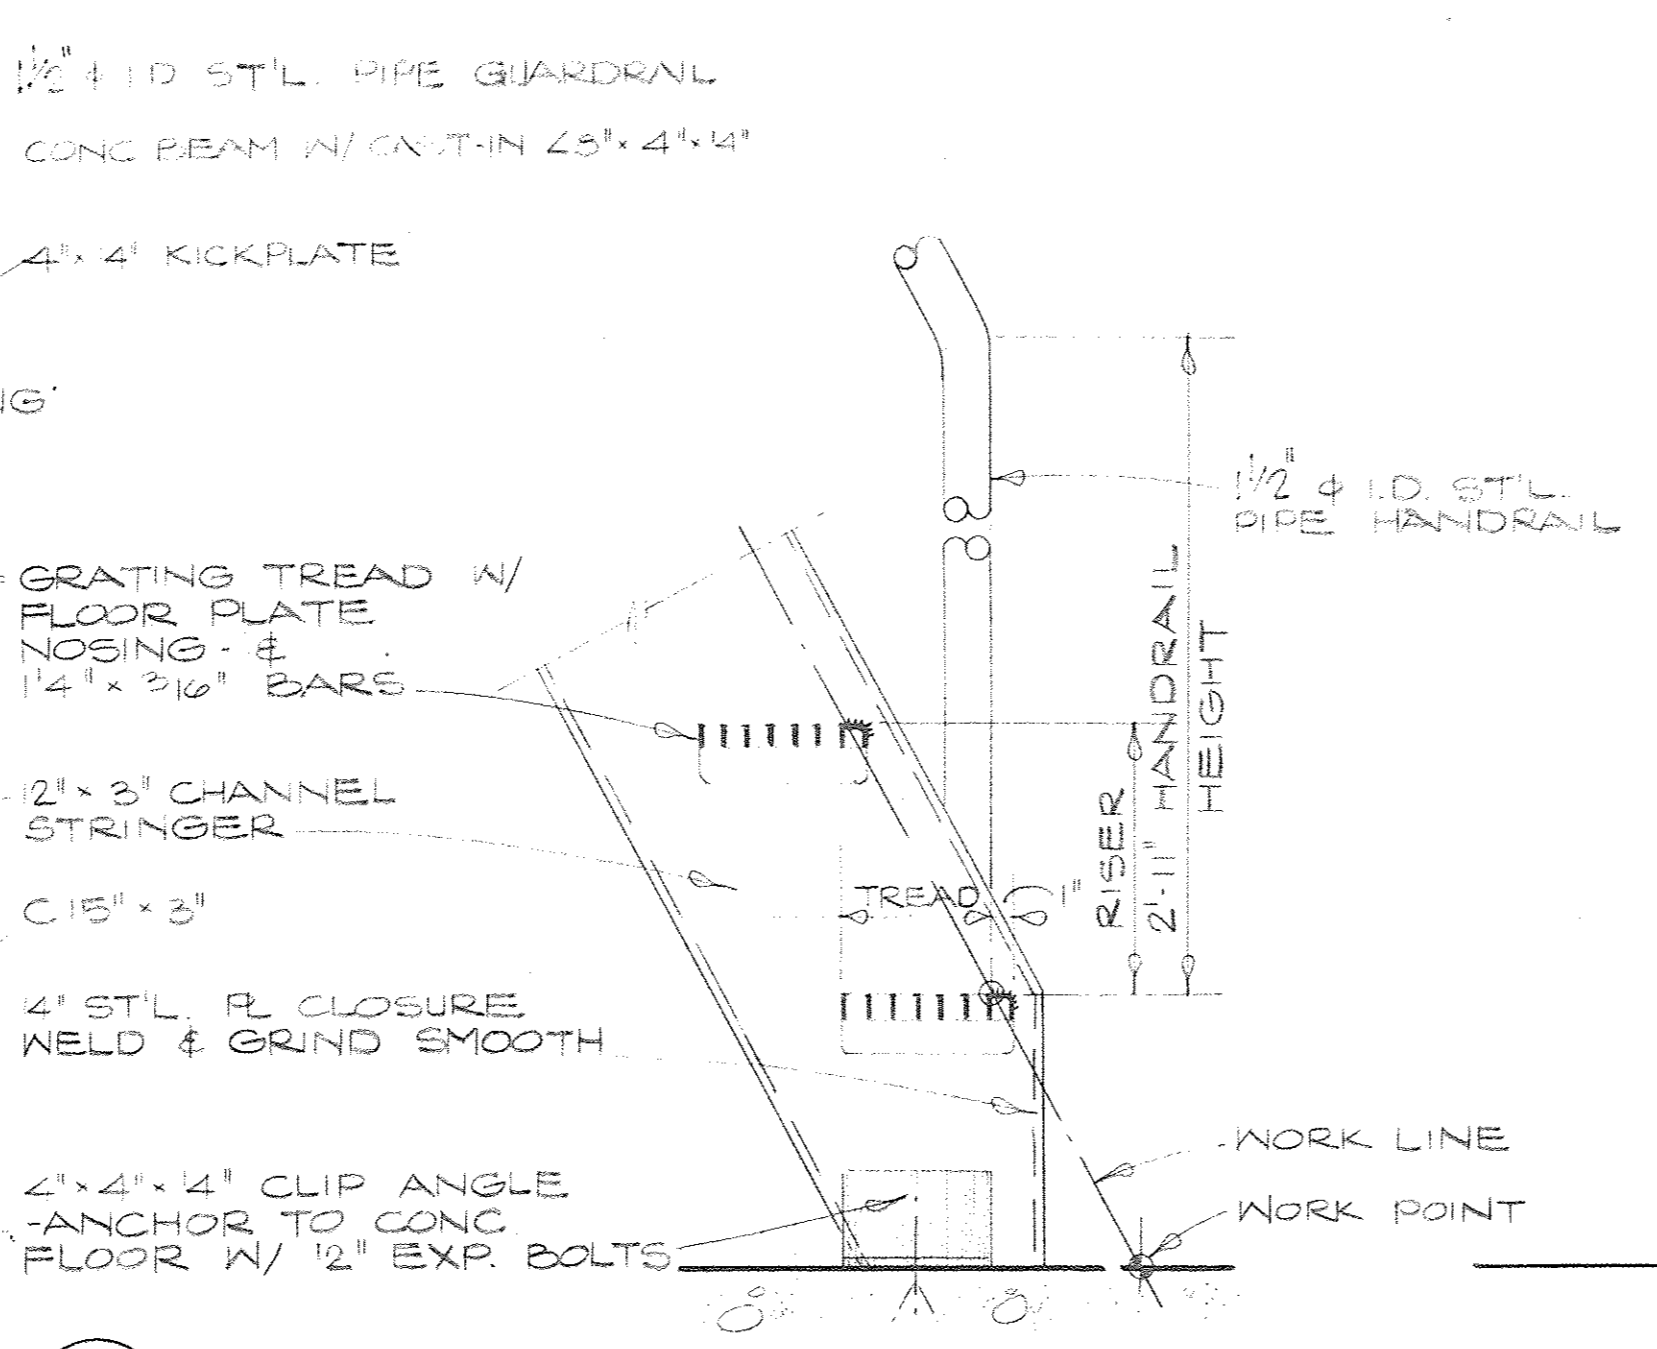 1½" ϕ I.D ST'L. PIPE GUARDRAIL
CONC BEAM W/ CAST-IN ∠8"× 4"×¼"
4"× ¼" KICKPLATE
GRATING TREAD W/
FLOOR PLATE
NOSING - ¢
1¼"× 3/16" BARS
12"× 3" CHANNEL
STRINGER
C 15"× 3"
¼" ST'L. PL CLOSURE
WELD & GRIND SMOOTH
4"×4"×¼" CLIP ANGLE
-ANCHOR TO CONC
FLOOR W/ ½" EXP. BOLTS
1½" ϕ I.D. ST'L.
PIPE HANDRAIL
2'-11" HANDRAIL
HEIGHT
RISER
TREAD
1"
WORK LINE
WORK POINT